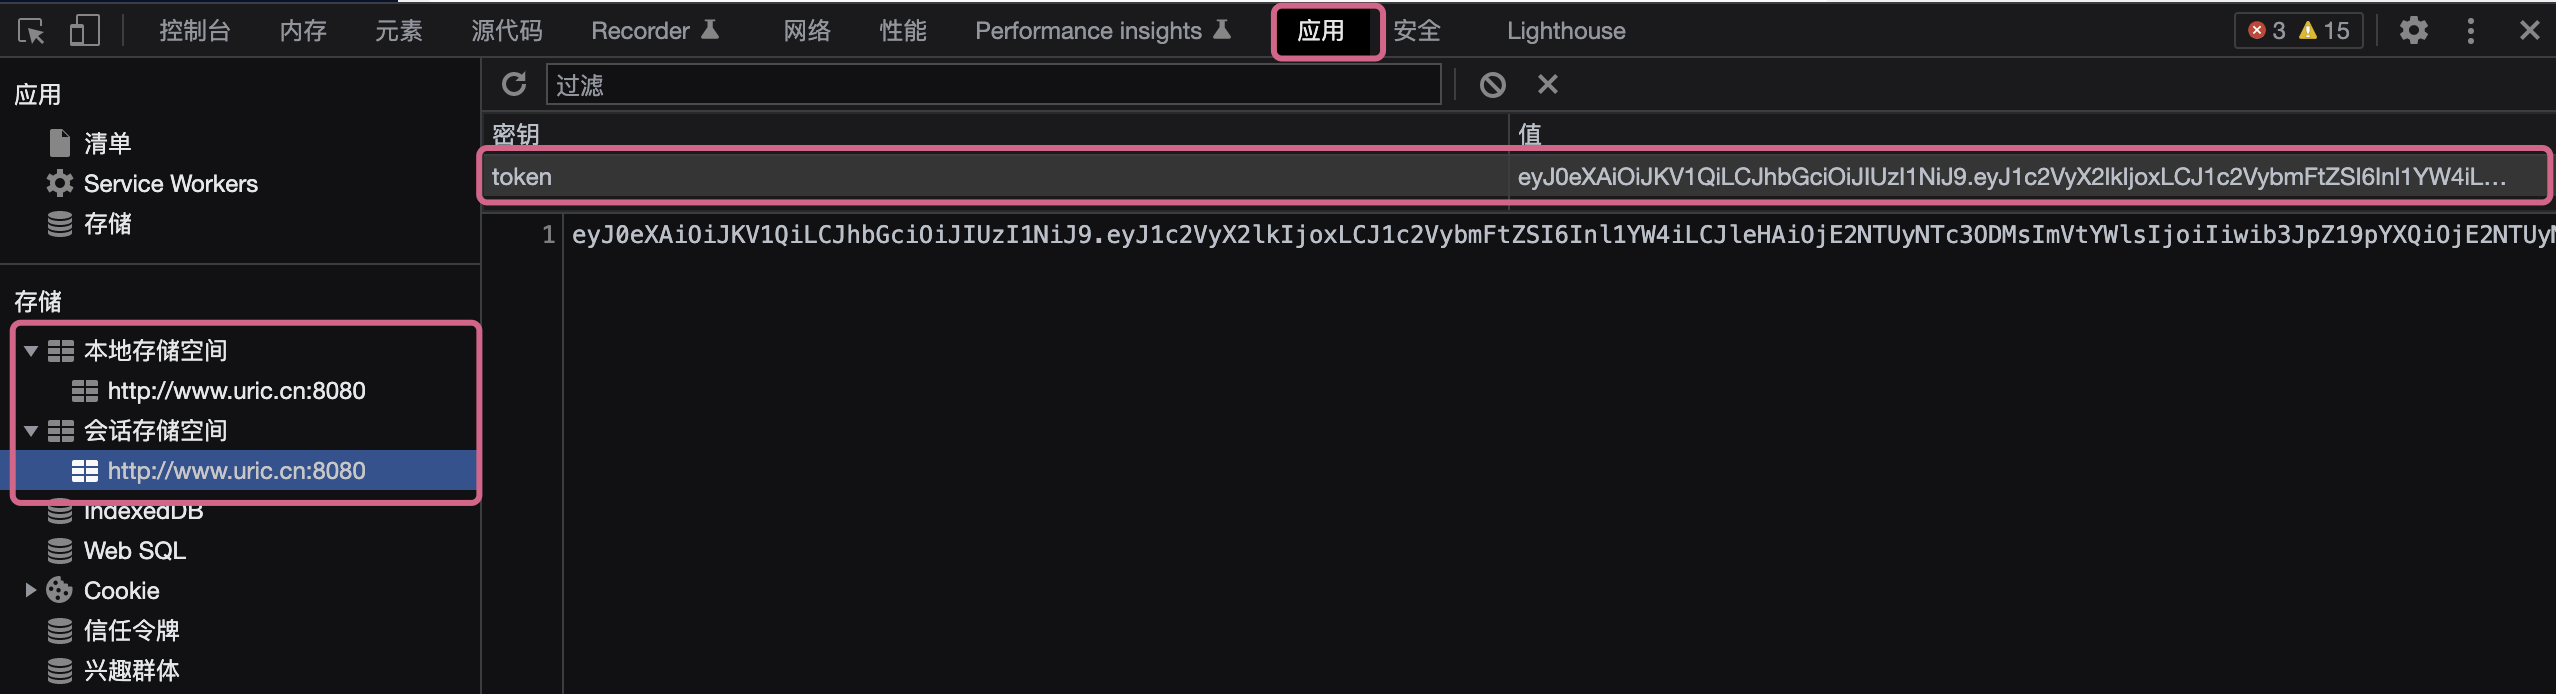 控制台 内存 元素 源代码 Recorder 网络 性能 Performance insights 应用 安全 Lighthouse 3 15
应用
清单
Service Workers
存储
存储
本地存储空间
http://www.uric.cn:8080
会话存储空间
http://www.uric.cn:8080
IndexedDB
Web SQL
Cookie
信任令牌
兴趣群体
过滤
密钥 值
token eyJ0eXAiOiJKV1QiLCJhbGciOiJIUzI1NiJ9.eyJ1c2VyX2lkIjoxLCJ1c2VybmFtZSI6Inl1YW4iL...
1 eyJ0eXAiOiJKV1QiLCJhbGciOiJIUzI1NiJ9.eyJ1c2VyX2lkIjoxLCJ1c2VybmFtZSI6Inl1YW4iLCJleHAiOjE2NTUyNTc3ODMsImVtYWlsIjoiIiwib3JpZ19pYXQiOjE2NTUyN